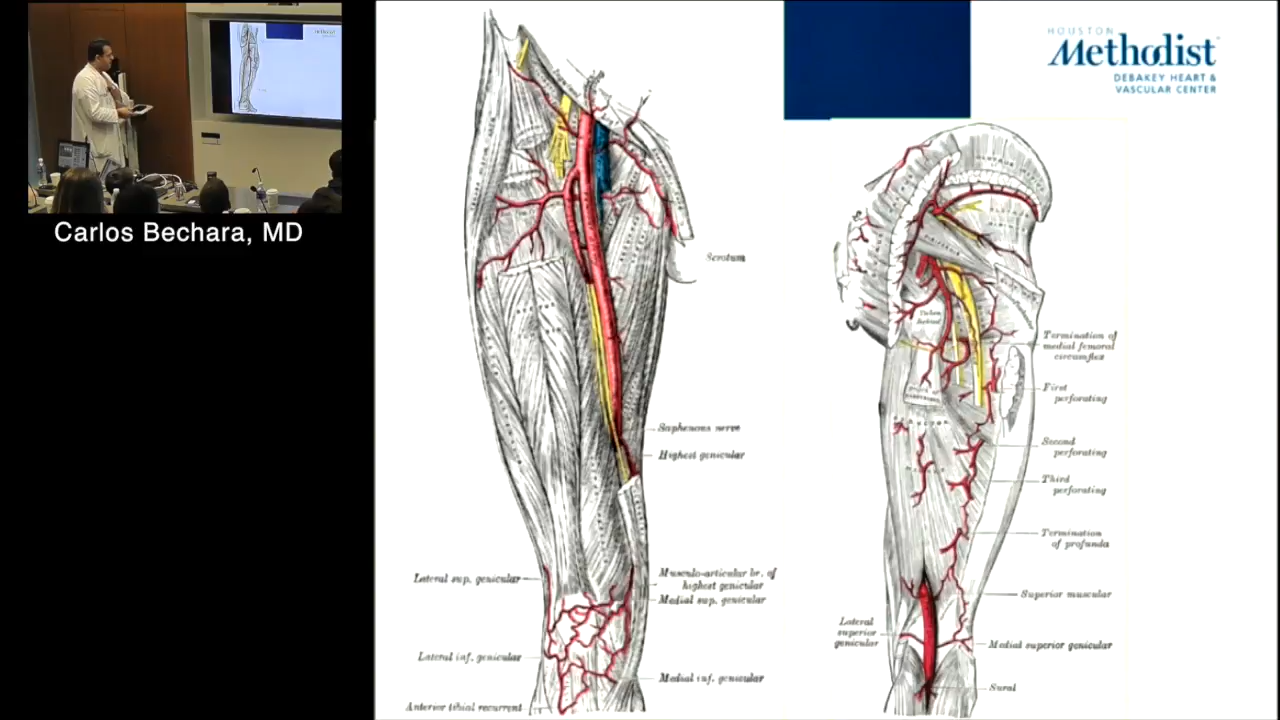 HOUSTON
Methodist
DEBAKEY HEART &
VASCULAR CENTER
Carlos Bechara, MD
Scrotum
Saphenous nerve
Highest genicular
Lateral sup. genicular
Musculo-articular br. of
highest genicular
Medial sup. genicular
Lateral inf. genicular
Medial inf. genicular
Anterior tibial recurrent
Termination of
medial femoral
circumflex
First
perforating
Second
perforating
Third
perforating
Termination
of profunda
Superior muscular
Lateral
superior
genicular
Medial superior genicular
Sural